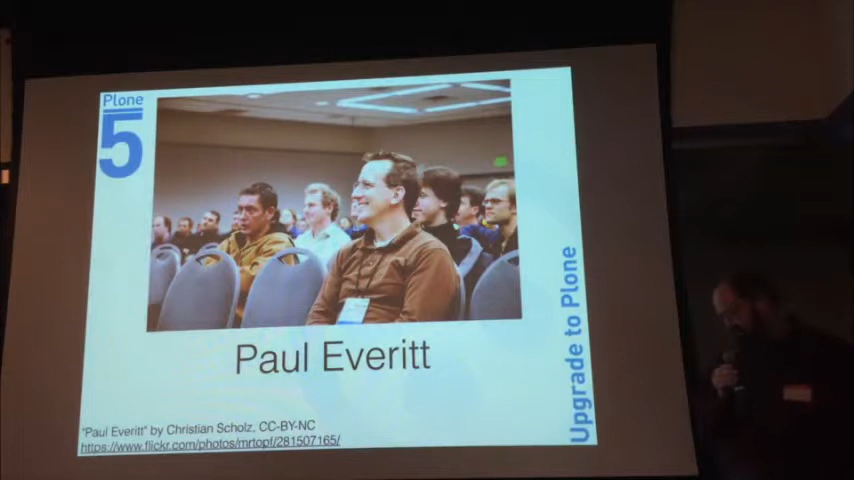 Plone
5
Paul Everitt
"Paul Everitt" by Christian Scholz, CC-BY-NC
https://www.flickr.com/photos/mrtopf/281507165/
Upgrade to Plone